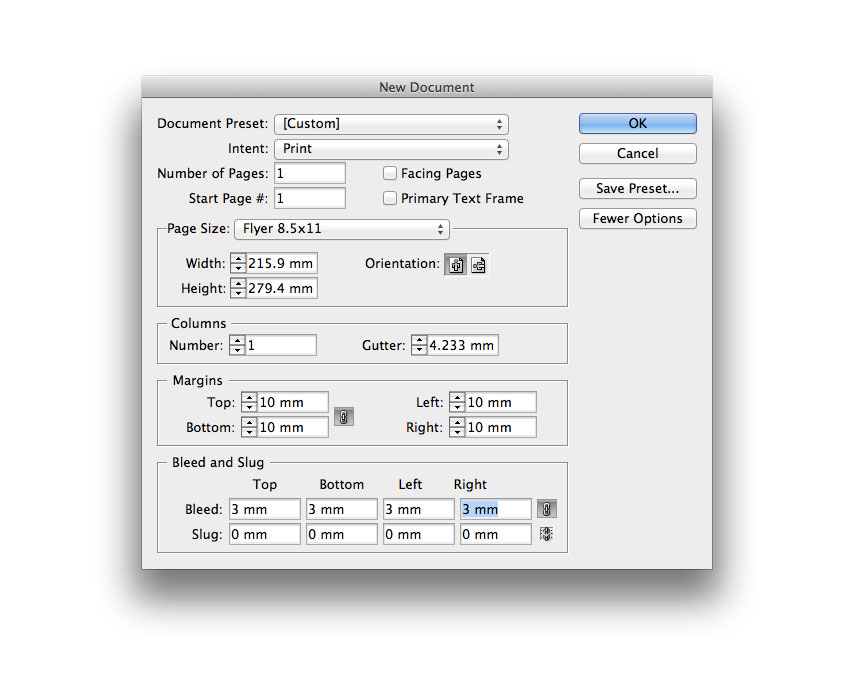 New Document
Document Preset: [Custom] OK
Intent: Print Cancel
Number of Pages: 1 Facing Pages
Start Page #: 1 Primary Text Frame Save Preset...
Fewer Options
Page Size: Flyer 8.5x11
Width: 215.9 mm Orientation:
Height: 279.4 mm
Columns
Number: 1 Gutter: 4.233 mm
Margins
Top: 10 mm Left: 10 mm
Bottom: 10 mm Right: 10 mm
Bleed and Slug
Top Bottom Left Right
Bleed: 3 mm 3 mm 3 mm 3 mm
Slug: 0 mm 0 mm 0 mm 0 mm